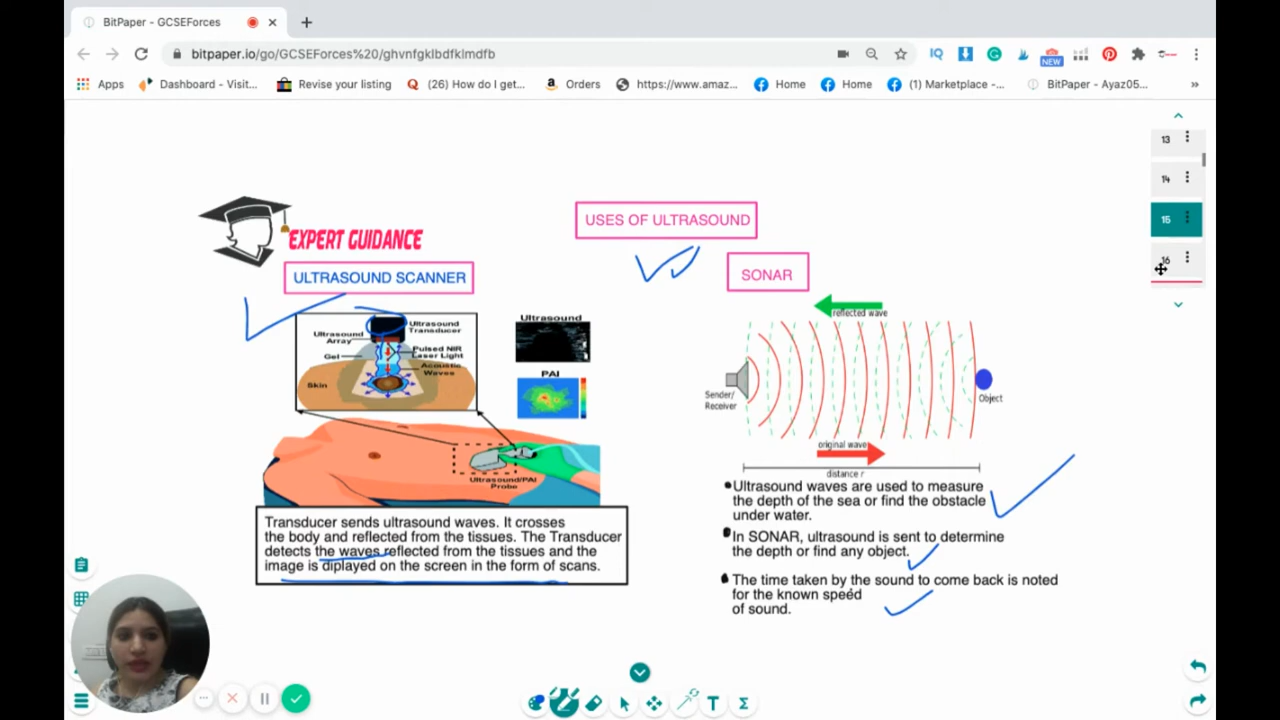 BitPaper - GCSEForces
bitpaper.io/go/GCSEForces%20/ghvnfgklbdfklmdfb
Apps
Dashboard - Visit...
Revise your listing
(26) How do I get...
Orders
https://www.amaz...
Home
Home
(1) Marketplace -...
BitPaper - Ayaz05...
NEW
13
14
15
16
EXPERT GUIDANCE
USES OF ULTRASOUND
ULTRASOUND SCANNER
SONAR
Ultrasound Array
Ultrasound Transducer
Gel
Pulsed NIR Laser Light
Acoustic Waves
Skin
Ultrasound
PAI
Ultrasound/PAI
Probe
reflected wave
Sender/
Receiver
Object
original wave
distance r
Transducer sends ultrasound waves. It crosses
the body and reflected from the tissues. The Transducer
detects the waves reflected from the tissues and the
image is diplayed on the screen in the form of scans.
Ultrasound waves are used to measure
the depth of the sea or find the obstacle
under water.
In SONAR, ultrasound is sent to determine
the depth or find any object.
The time taken by the sound to come back is noted
for the known speed
of sound.